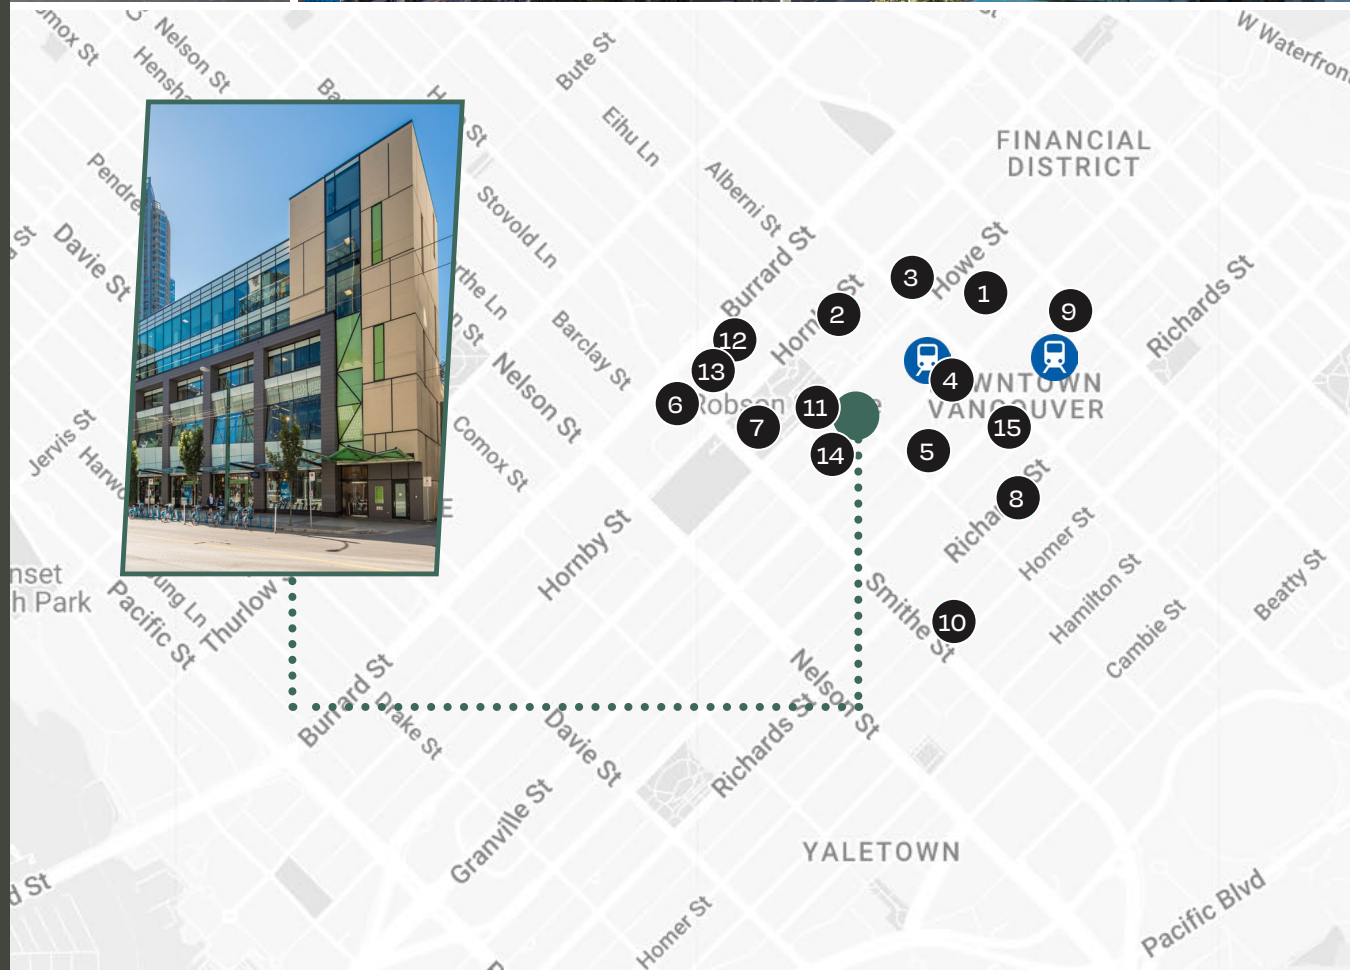 Nelson St
W Waterfron
Bute St
Eihu Ln
FINANCIAL
DISTRICT
Alberni St
Stovold Ln
Davie St
Burrard St
Howe St
Richards St
3
1
9
2
12
13
6
Barclay St
Nelson St
4
VANCOUVER
11
7
14
5
15
8
Jervis St
Comox St
Homer St
Hornby St
Hamilton St
Beatty St
Cambie St
Smithe St
10
h Park
Pacific St
Thurlow
Burrard St
Drake St
Nelson St
Davie St
Richards St
Granville St
YALETOWN
Homer St
Pacific Blvd